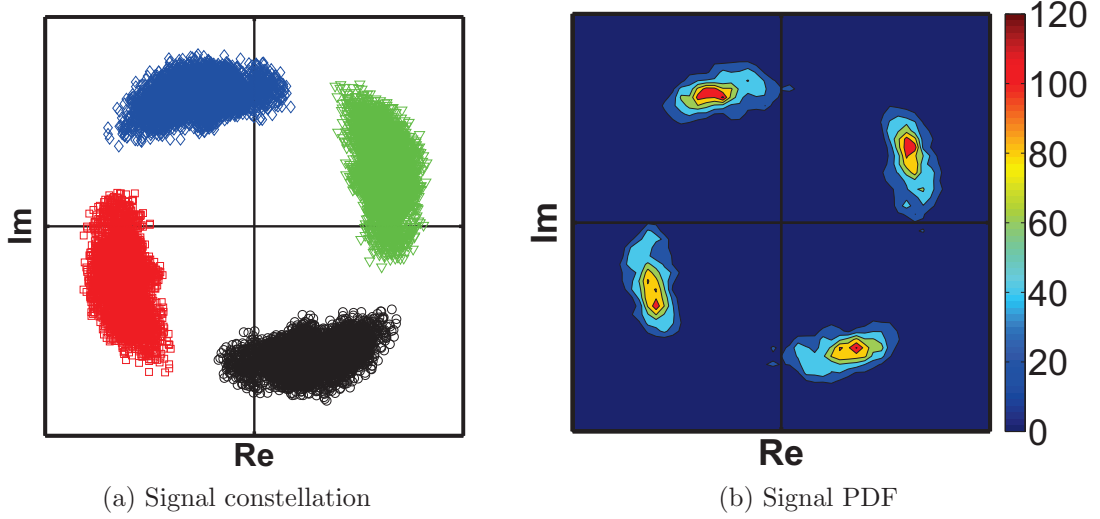 Im
Re
(a) Signal constellation
Im
Re
120
100
80
60
40
20
0
(b) Signal PDF